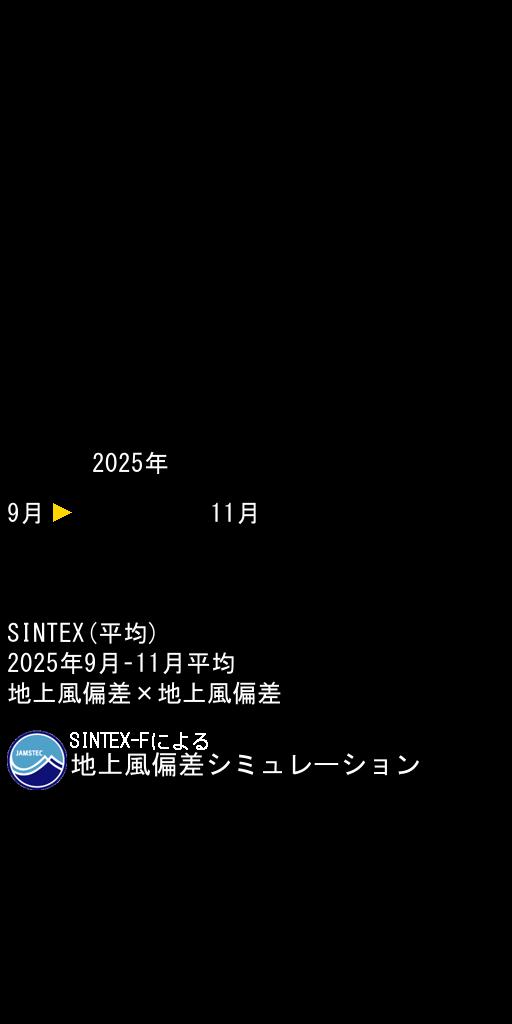 2025年
9月 ▶ 11月
SINTEX(平均)
2025年9月-11月平均
地上風偏差×地上風偏差
JAMSTEC
SINTEX-Fによる
地上風偏差シミュレーション